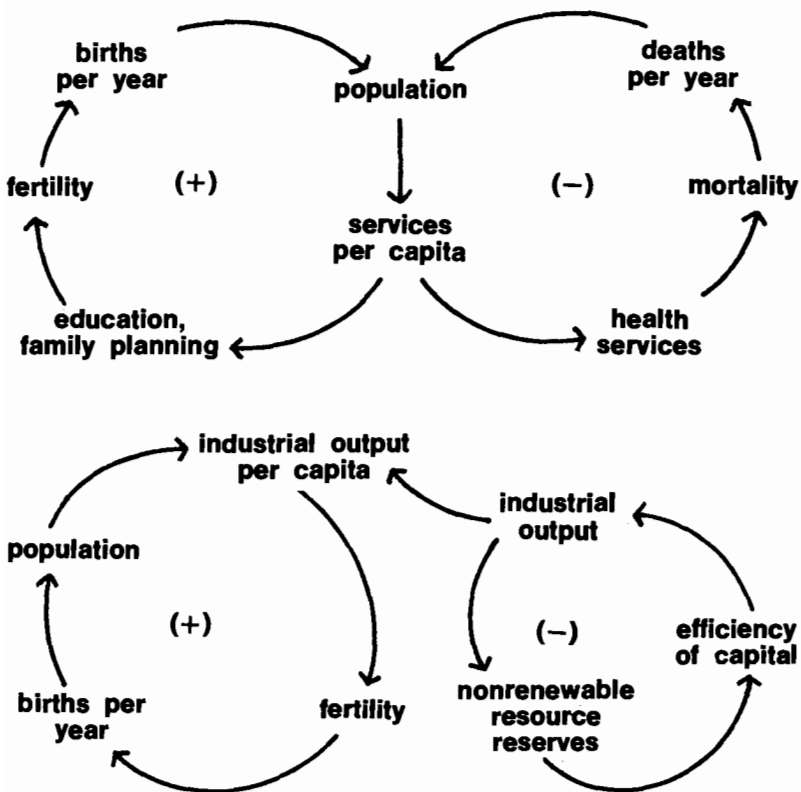 births
per year
deaths
per year
population
fertility
(+)
(−)
mortality
services
per capita
education,
family planning
health
services
industrial output
per capita
industrial
output
population
(+)
(−)
efficiency
of capital
births per
year
fertility
nonrenewable
resource
reserves